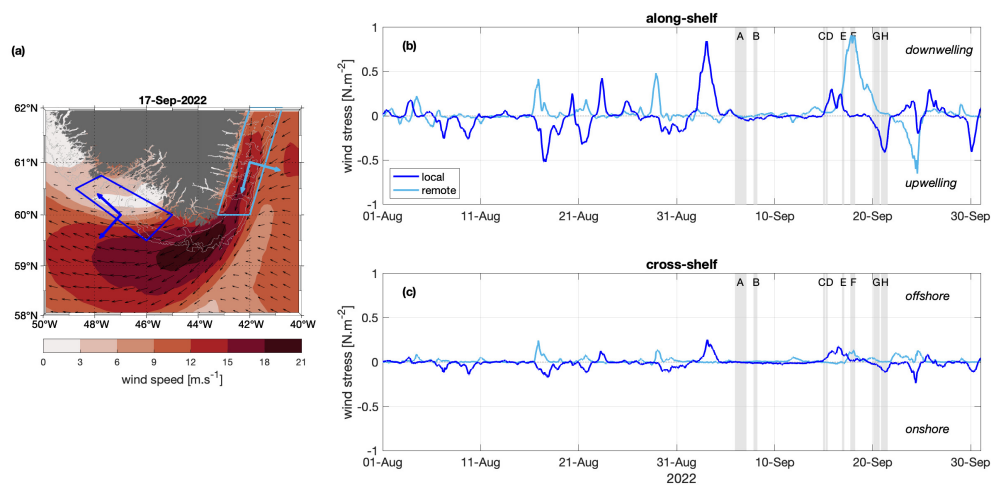 (a)
17-Sep-2022
62°N
61°N
60°N
59°N
58°N
50°W 48°W 46°W 44°W 42°W 40°W
0 3 6 9 12 15 18 21
wind speed [m.s-1]
along-shelf
(b)
A B CD E F GH
downwelling
upwelling
wind stress [N.m-2]
1
0.5
0
-0.5
-1
local
remote
01-Aug 11-Aug 21-Aug 31-Aug 10-Sep 20-Sep 30-Sep
cross-shelf
(c)
A B CD E F GH
offshore
onshore
wind stress [N.m-2]
1
0.5
0
-0.5
-1
01-Aug 11-Aug 21-Aug 31-Aug 10-Sep 20-Sep 30-Sep
2022